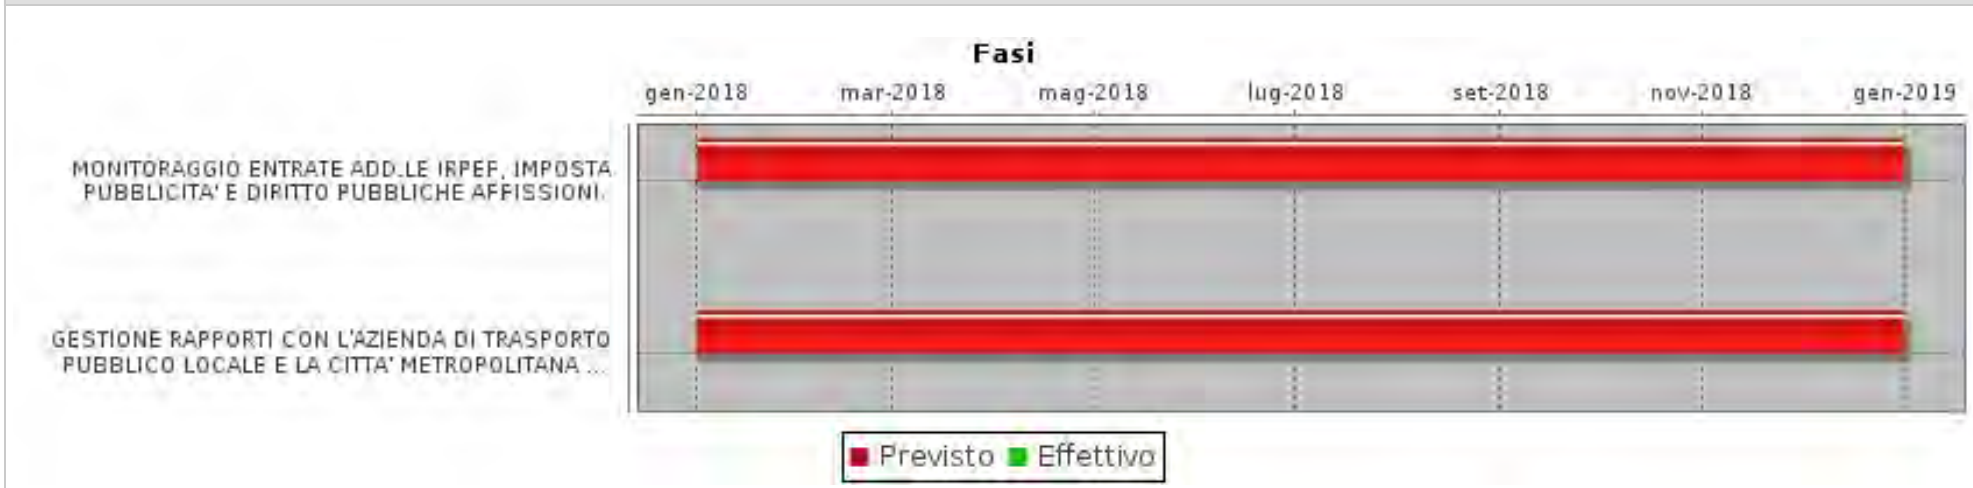 Fasi
gen-2018 mar-2018 mag-2018 lug-2018 set-2018 nov-2018 gen-2019
MONITORAGGIO ENTRATE ADD.LE IRPEF, IMPOSTA
PUBBLICITA' E DIRITTO PUBBLICHE AFFISSIONI.
GESTIONE RAPPORTI CON L'AZIENDA DI TRASPORTO
PUBBLICO LOCALE E LA CITTA' METROPOLITANA ...
Previsto Effettivo